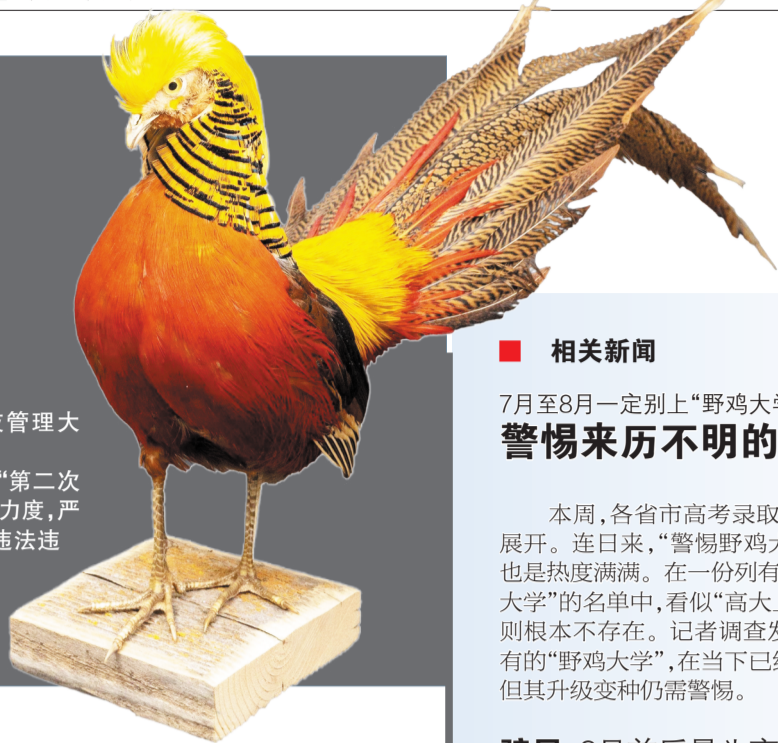 管理大
“第二次
力度,严
违法违
■ 相关新闻
7月至8月一定别上“野鸡大学
警惕来历不明的
本周,各省市高考录取
展开。连日来,“警惕野鸡大
也是热度满满。在一份列有
大学”的名单中,看似“高大上
则根本不存在。记者调查发
有的“野鸡大学”,在当下已经
但其升级变种仍需警惕。